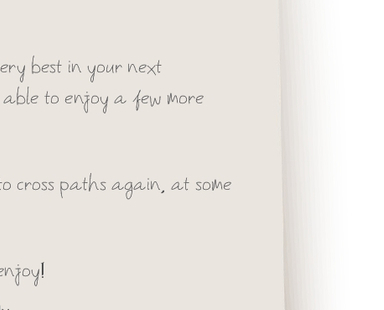 ery best in your next
able to enjoy a few more
to cross paths again, at some
enjoy!